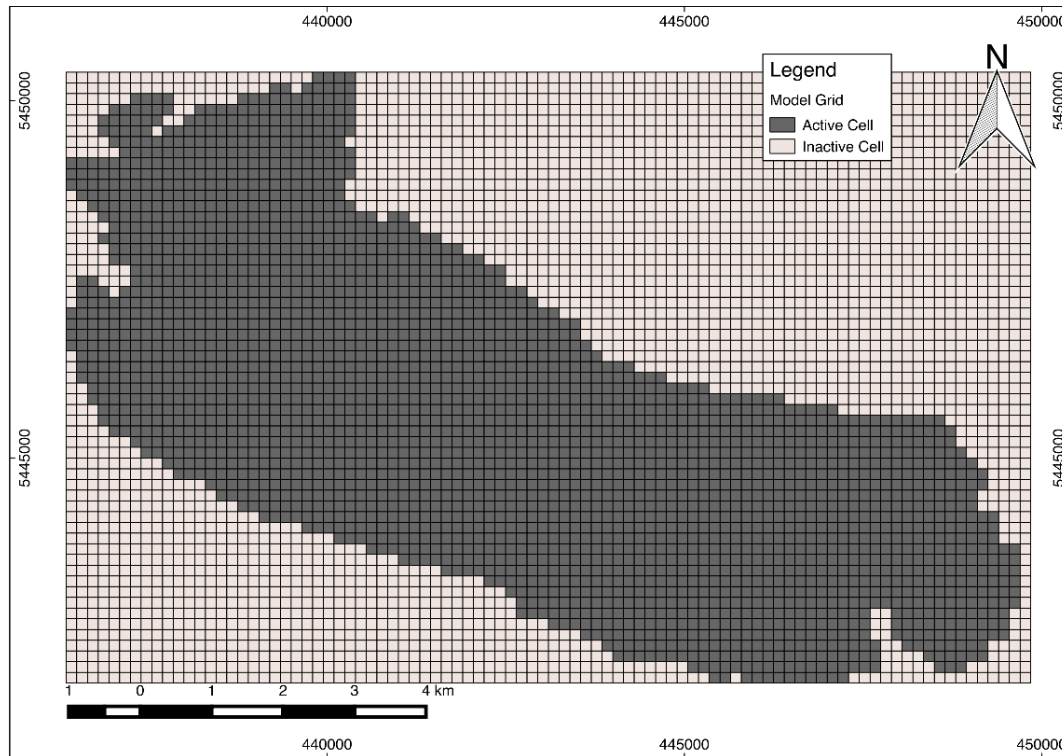 440000 445000 450000
N
Legend
Model Grid
Active Cell
Inactive Cell
5450000 5450000
5445000 5445000
1 0 1 2 3 4 km
440000 445000 450000